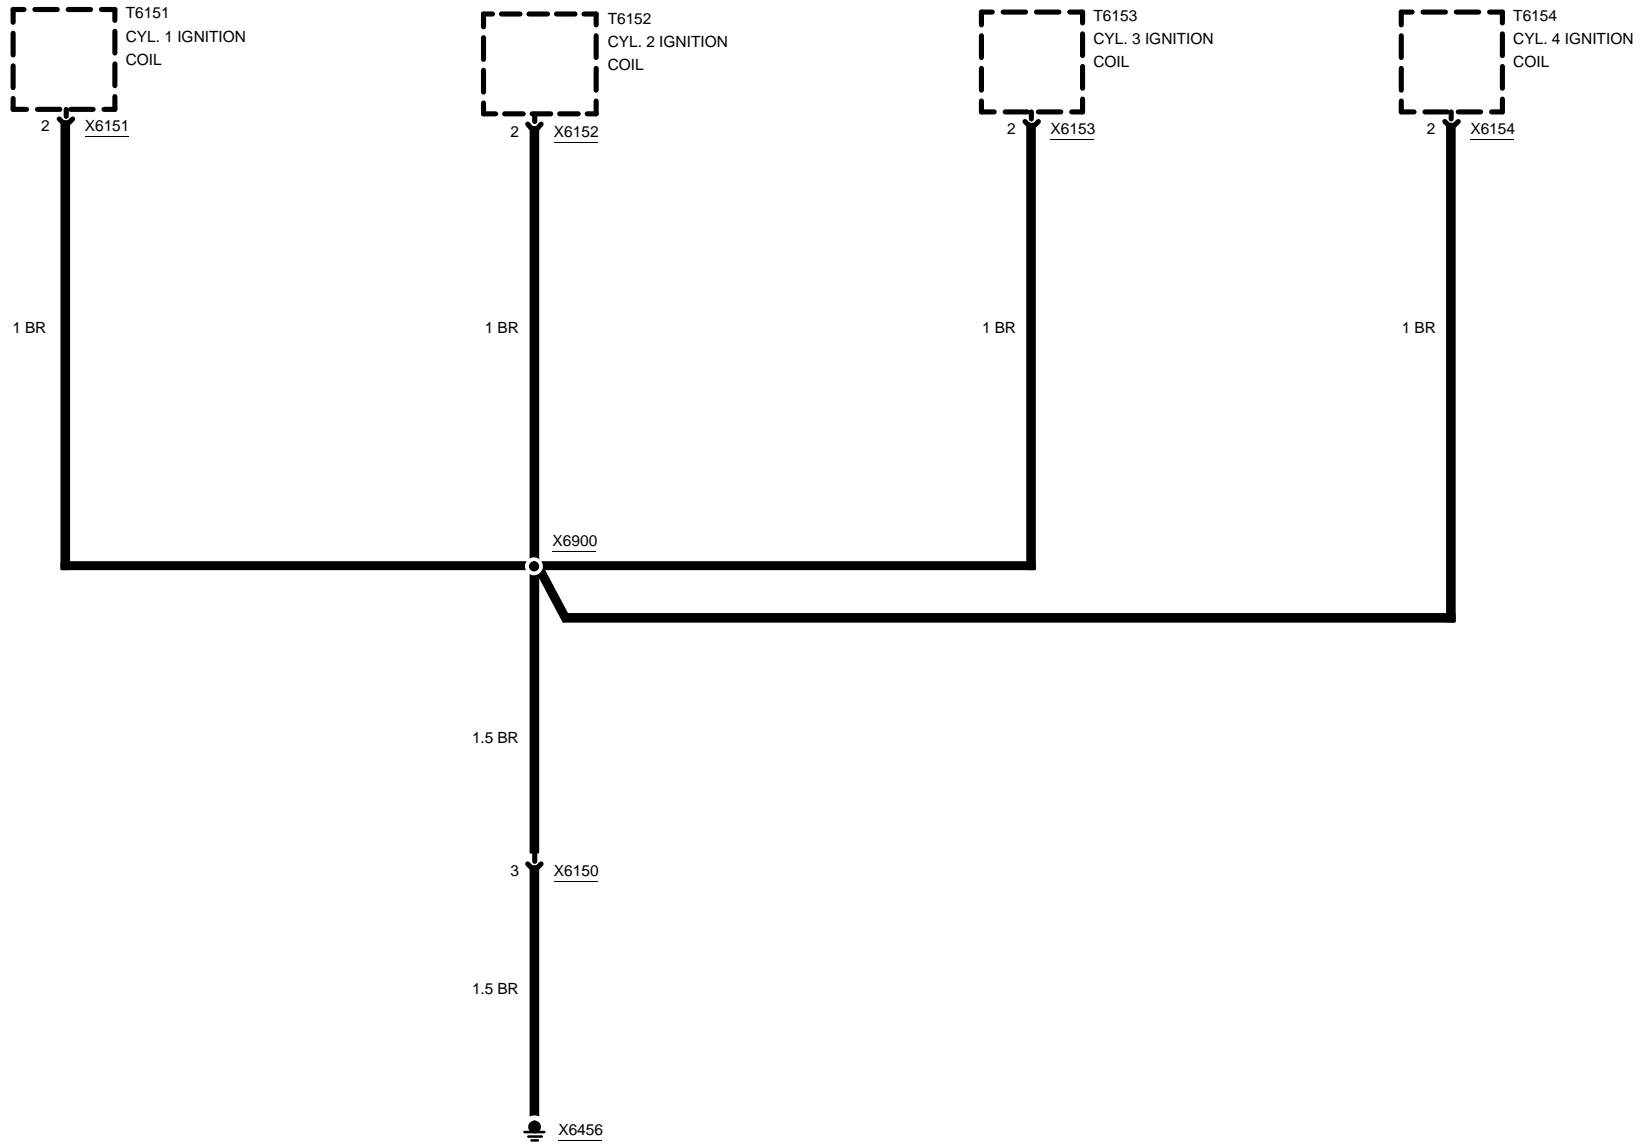 T6151
CYL. 1 IGNITION
COIL
2 X6151
T6152
CYL. 2 IGNITION
COIL
2 X6152
T6153
CYL. 3 IGNITION
COIL
2 X6153
T6154
CYL. 4 IGNITION
COIL
2 X6154
1 BR
1 BR
1 BR
1 BR
X6900
1.5 BR
3 X6150
1.5 BR
X6456